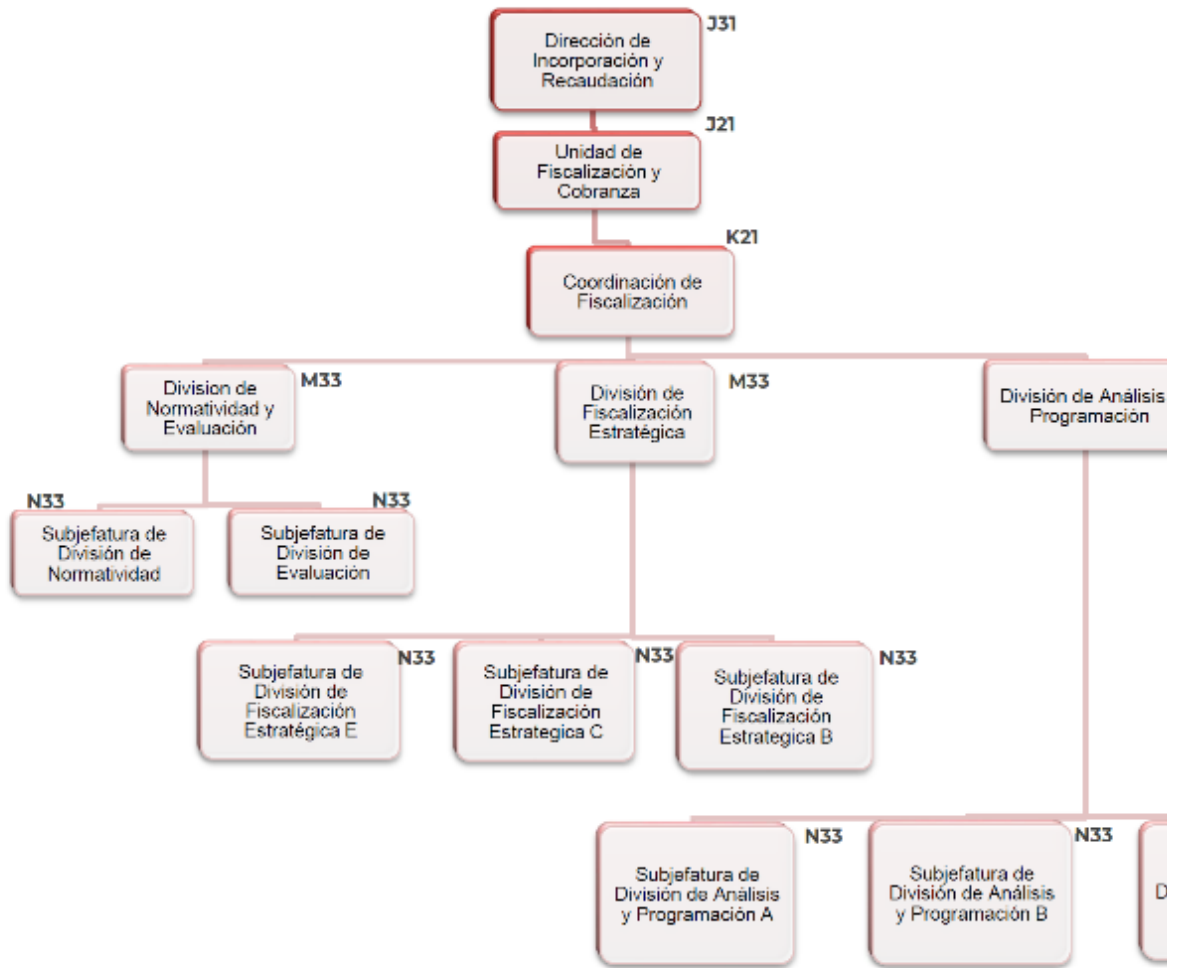 J31
Dirección de
Incorporación y
Recaudación
J21
Unidad de
Fiscalización y
Cobranza
K21
Coordinación de
Fiscalización
Division de
Normatividad y
Evaluación
M33
División de
Fiscalización
Estratégica
M33
División de Análisis
Programación
N33
Subjefatura de
División de
Normatividad
N33
Subjefatura de
División de
Evaluación
Subjefatura de
División de
Fiscalización
Estratégica E
N33
Subjefatura de
División de
Fiscalización
Estrategica C
N33
Subjefatura de
División de
Fiscalización
Estrategica B
N33
Subjefatura de
División de Análisis
y Programación A
N33
Subjefatura de
División de Análisis
y Programación B
N33